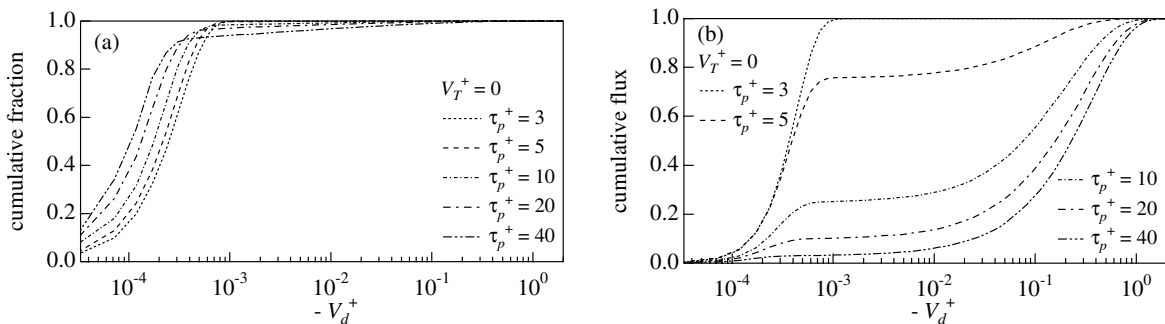 (a)
V_T^+ = 0
τ_p^+ = 3
τ_p^+ = 5
τ_p^+ = 10
τ_p^+ = 20
τ_p^+ = 40
cumulative fraction
1.0
0.8
0.6
0.4
0.2
0.0
10^-4
10^-3
10^-2
10^-1
10^0
- V_d^+
(b)
V_T^+ = 0
τ_p^+ = 3
τ_p^+ = 5
τ_p^+ = 10
τ_p^+ = 20
τ_p^+ = 40
cumulative flux
1.0
0.8
0.6
0.4
0.2
0.0
10^-4
10^-3
10^-2
10^-1
10^0
- V_d^+